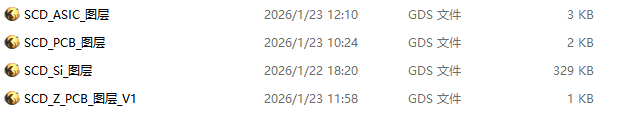 SCD_ASIC_图层 2026/1/23 12:10 GDS 文件 3 KB
SCD_PCB_图层 2026/1/23 10:24 GDS 文件 2 KB
SCD_Si_图层 2026/1/22 18:20 GDS 文件 329 KB
SCD_Z_PCB_图层_V1 2026/1/23 11:58 GDS 文件 1 KB